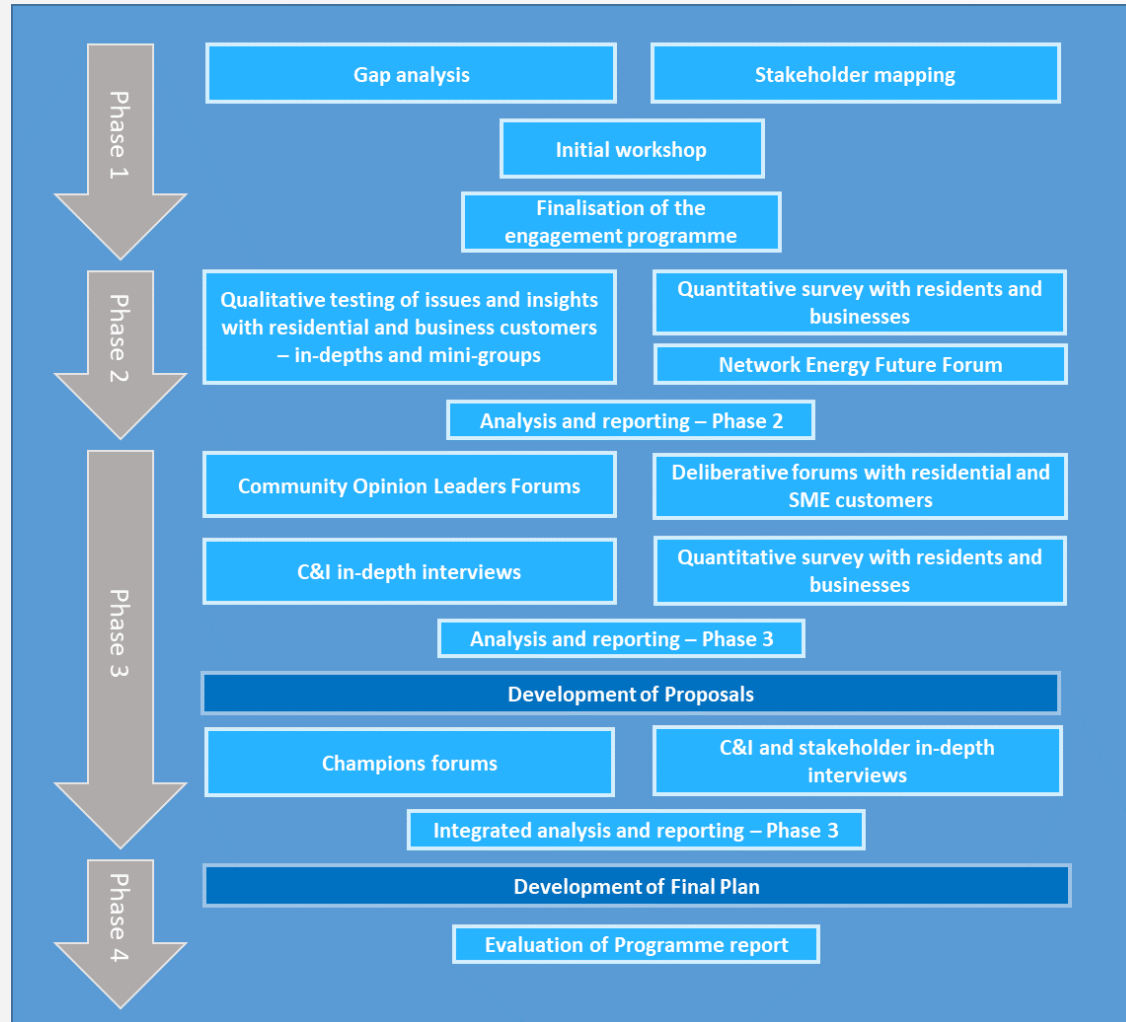 Phase 1
Gap analysis
Stakeholder mapping
Initial workshop
Finalisation of the
engagement programme
Phase 2
Qualitative testing of issues and insights
with residential and business customers
– in-depths and mini-groups
Quantitative survey with residents and
businesses
Network Energy Future Forum
Analysis and reporting – Phase 2
Phase 3
Community Opinion Leaders Forums
Deliberative forums with residential and
SME customers
C&I in-depth interviews
Quantitative survey with residents and
businesses
Analysis and reporting – Phase 3
Development of Proposals
Champions forums
C&I and stakeholder in-depth
interviews
Integrated analysis and reporting – Phase 3
Phase 4
Development of Final Plan
Evaluation of Programme report